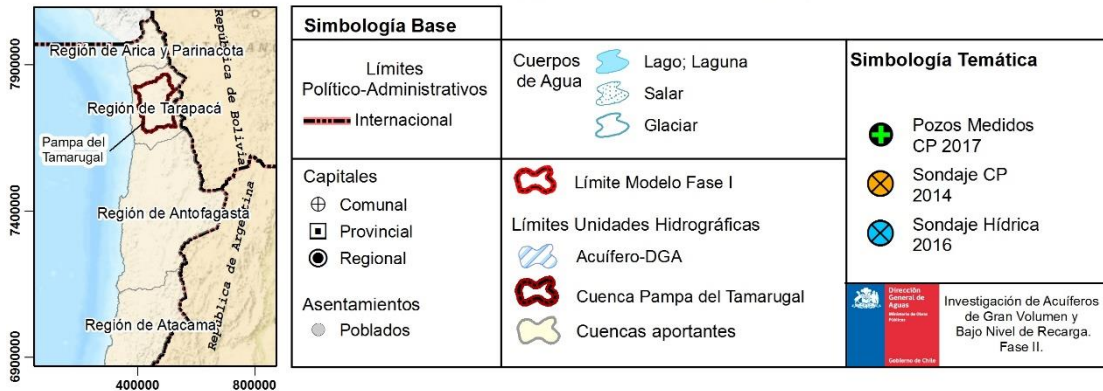 7900000
7400000
6900000
400000
800000
Región de Arica y Parinacota
Región de Tarapacá
Pampa del
Tamarugal
Región de Antofagasta
Región de Atacama
República de Bolivia
República de Argentina
Simbología Base
Límites
Político-Administrativos
Internacional
Cuerpos
de Agua
Lago; Laguna
Salar
Glaciar
Capitales
Comunal
Provincial
Regional
Asentamientos
Poblados
Límite Modelo Fase I
Límites Unidades Hidrográficas
Acuífero-DGA
Cuenca Pampa del Tamarugal
Cuencas aportantes
Simbología Temática
Pozos Medidos
CP 2017
Sondaje CP
2014
Sondaje Hídrica
2016
Dirección
General de
Aguas
Ministerio de Obras
Públicas
Gobierno de Chile
Investigación de Acuíferos
de Gran Volumen y
Bajo Nivel de Recarga.
Fase II.